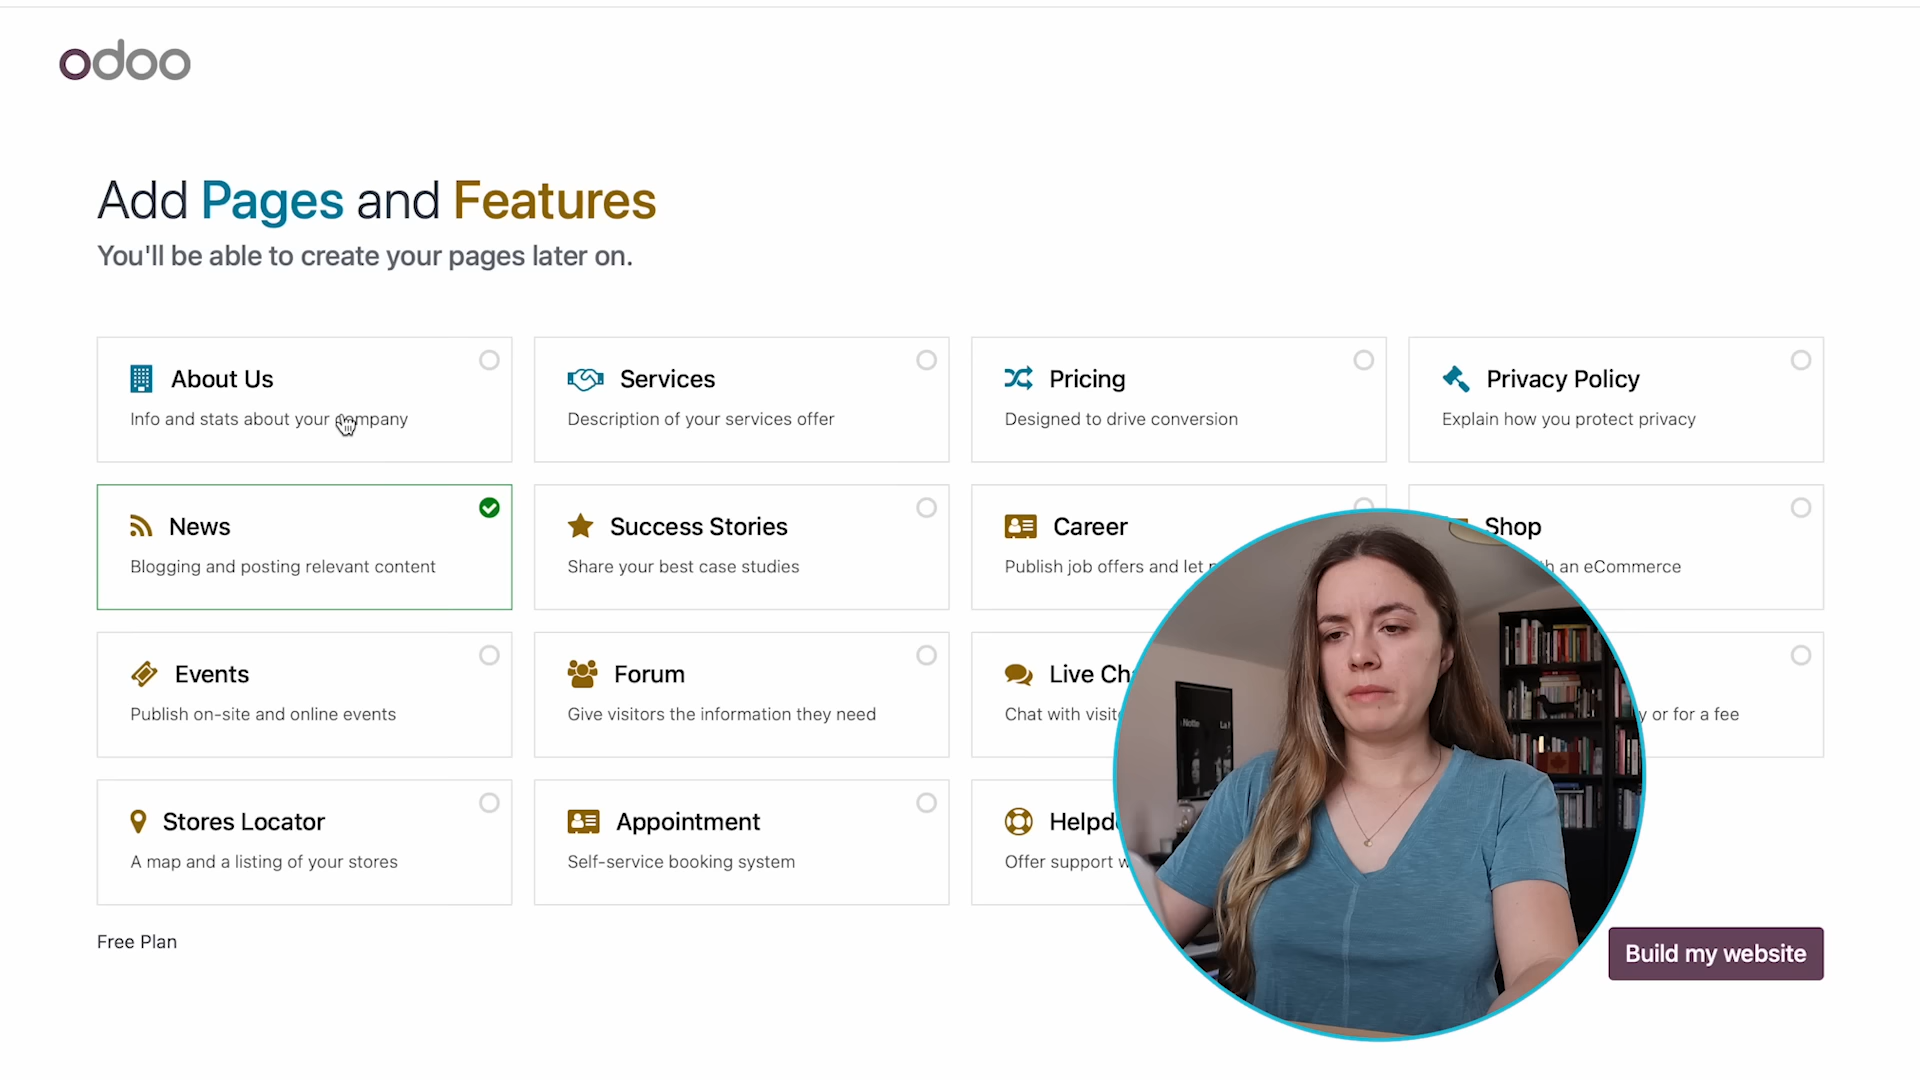 odoo
Add Pages and Features
You'll be able to create your pages later on.
About Us
Info and stats about your company
Services
Description of your services offer
Pricing
Designed to drive conversion
Privacy Policy
Explain how you protect privacy
News
Blogging and posting relevant content
Success Stories
Share your best case studies
Career
Publish job offers and let
Shop
an eCommerce
Events
Publish on-site and online events
Forum
Give visitors the information they need
Live
Chat with
or for a fee
Stores Locator
A map and a listing of your stores
Appointment
Self-service booking system
Offer support
Free Plan
Build my website